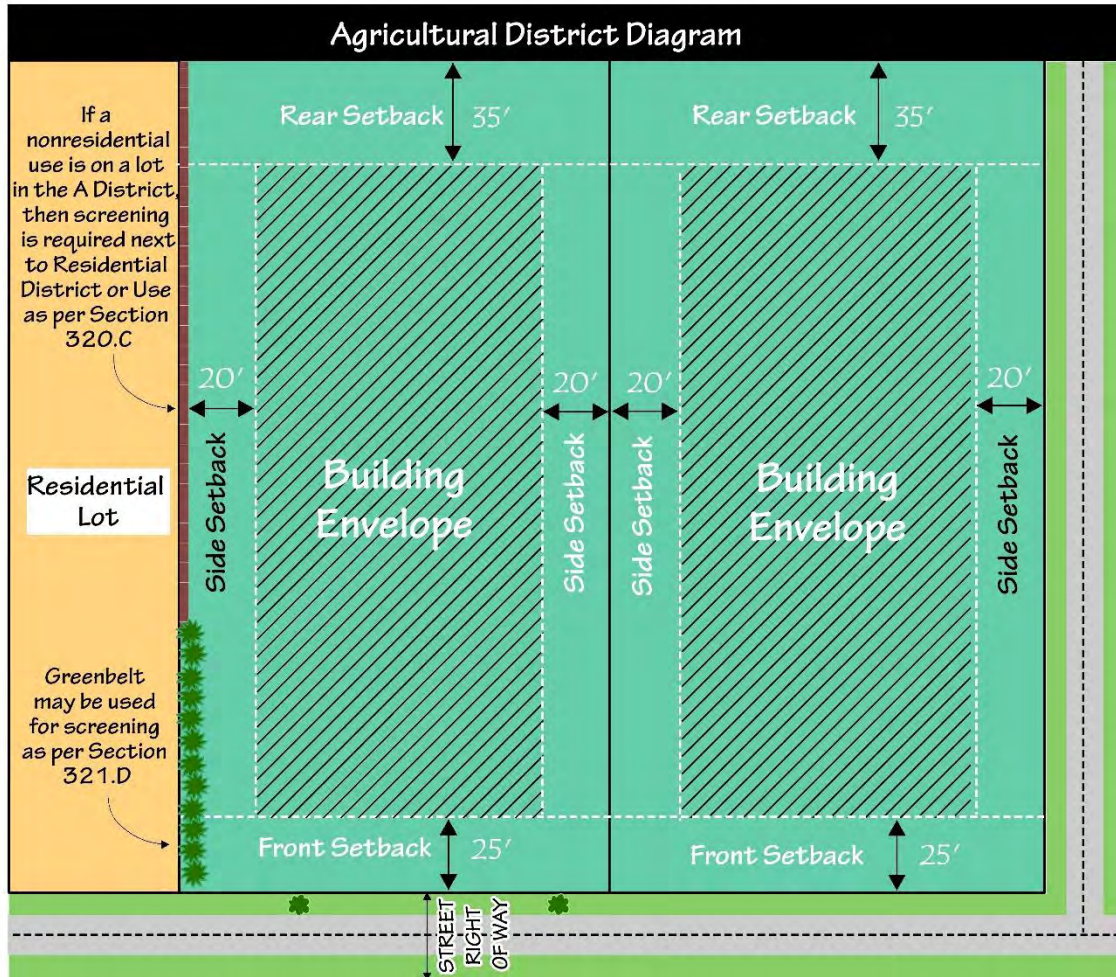 Agricultural District Diagram
If a
nonresidential
use is on a lot
in the A District,
then screening
is required next
to Residential
District or Use
as per Section
320.C
Residential
Lot
Greenbelt
may be used
for screening
as per Section
321.D
Rear Setback 35'
20'
Side Setback
Building
Envelope
20'
Side Setback
Front Setback 25'
Rear Setback 35'
20'
Side Setback
Building
Envelope
20'
Side Setback
Front Setback 25'
STREET
RIGHT
OF WAY